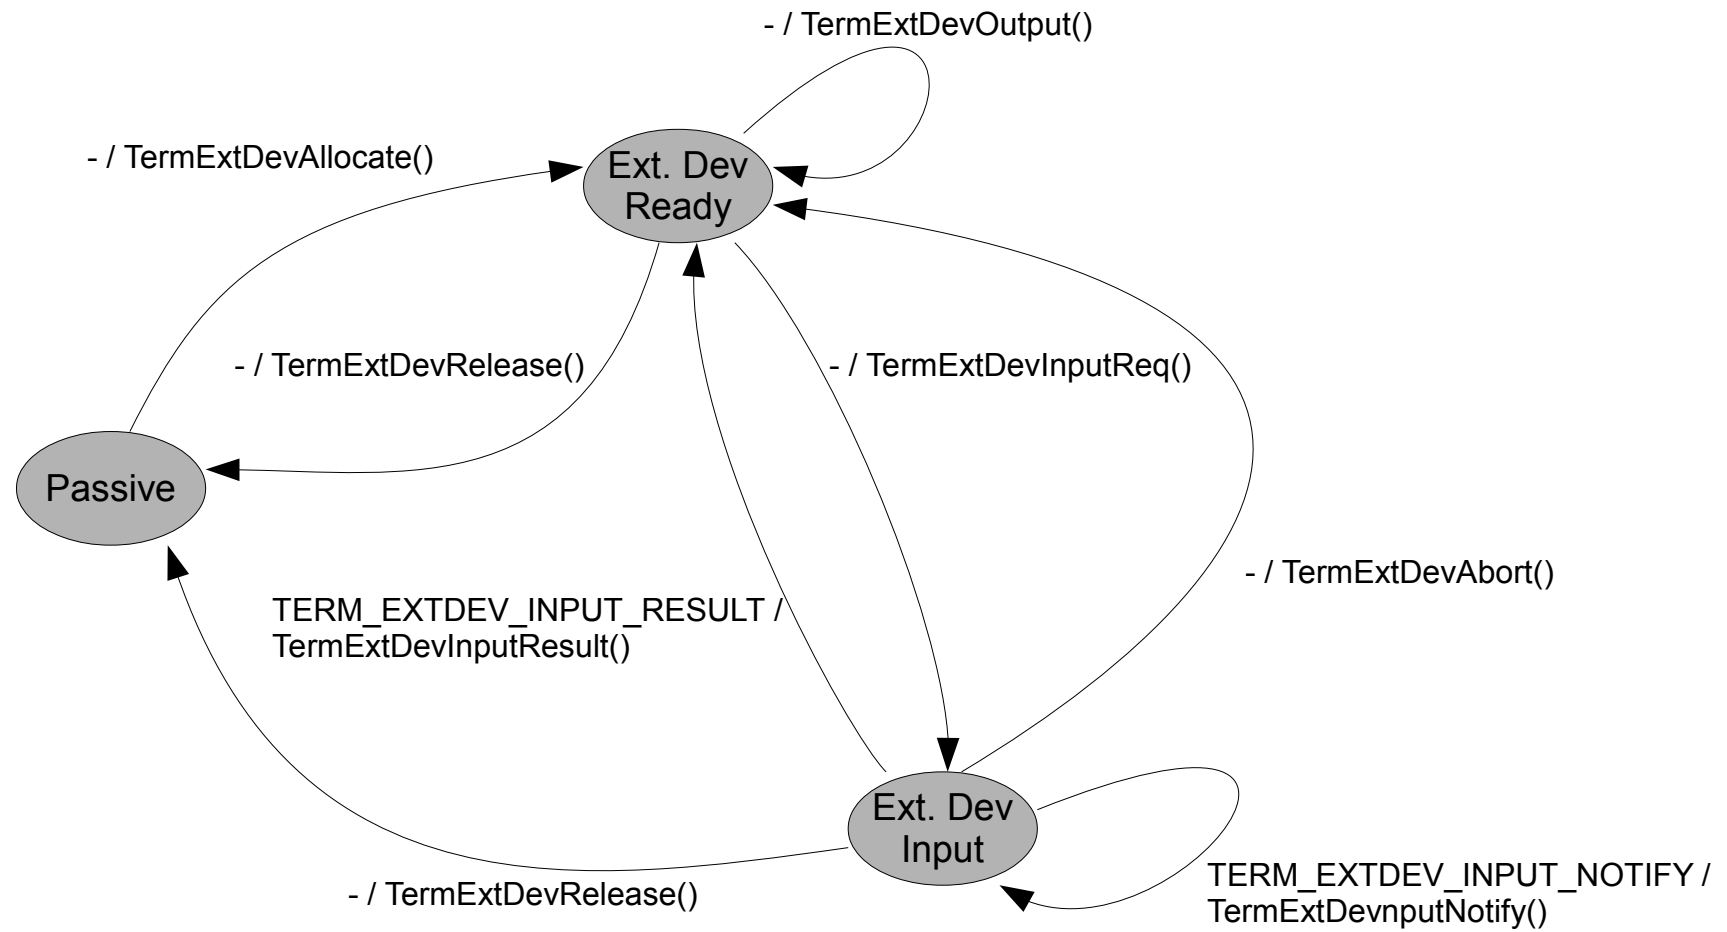 - / TermExtDevOutput()
- / TermExtDevAllocate()
Ext. Dev
Ready
- / TermExtDevRelease()
- / TermExtDevInputReq()
Passive
- / TermExtDevAbort()
TERM_EXTDEV_INPUT_RESULT /
TermExtDevInputResult()
Ext. Dev
Input
- / TermExtDevRelease()
TERM_EXTDEV_INPUT_NOTIFY /
TermExtDevnputNotify()